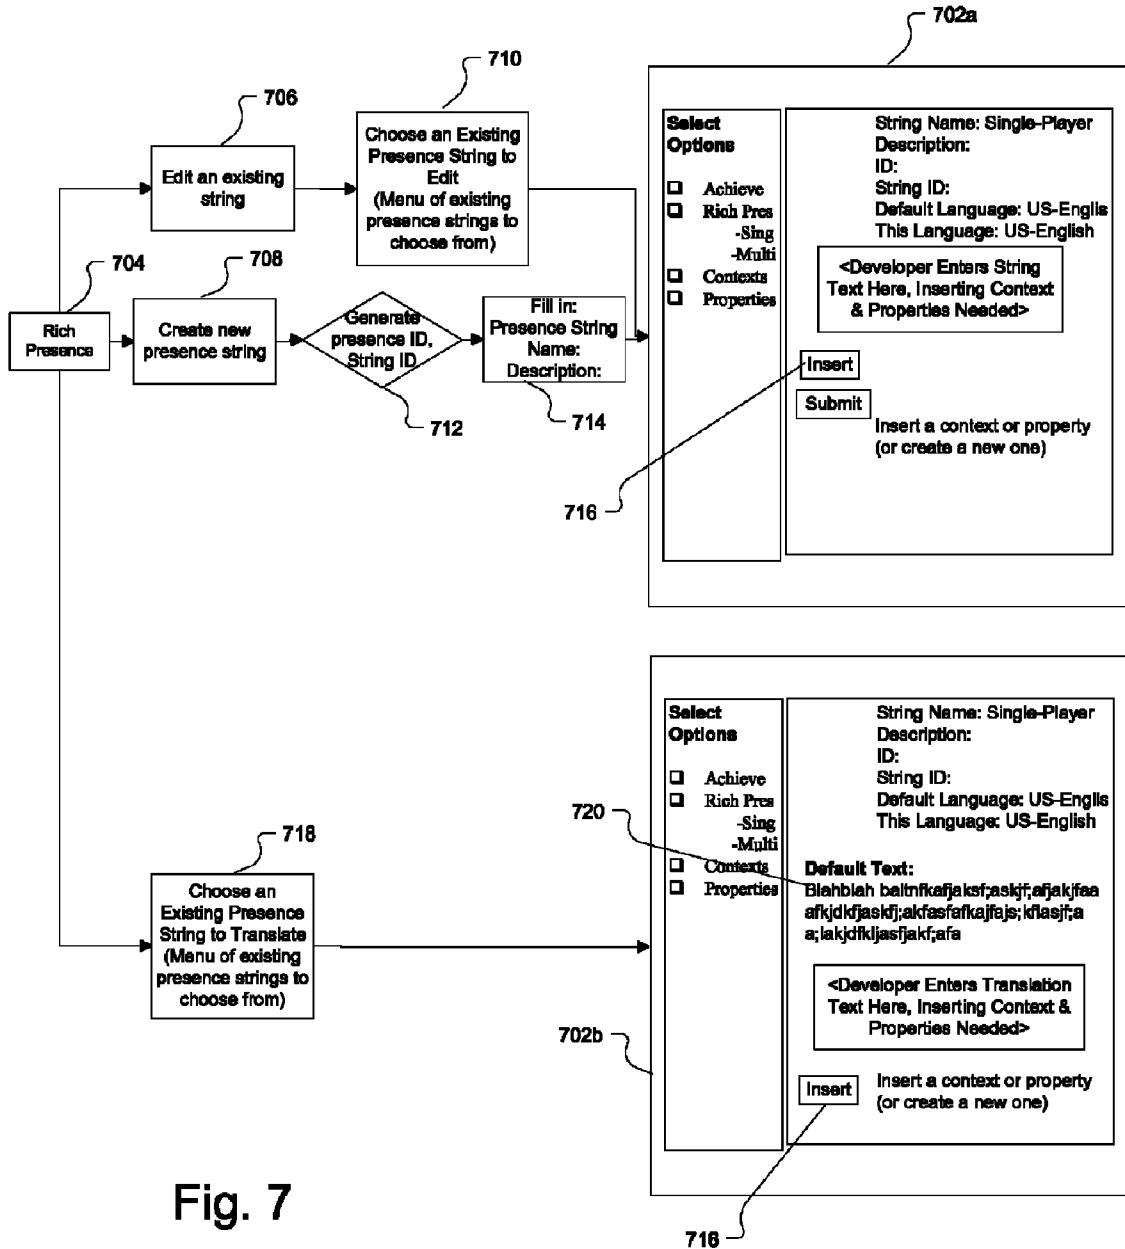 702a
710
706
Choose an Existing
Presence String to
Edit
(Menu of existing
presence strings to
choose from)
Edit an existing
string
704
708
Rich
Presence
Create new
presence string
Generate
presence ID,
String ID
712
Fill in:
Presence String
Name:
Description:
714
Select
Options
Achieve
Rich Pres
-Sing
-Multi
Contexts
Properties
String Name: Single-Player
Description:
ID:
String ID:
Default Language: US-Englis
This Language: US-English
<Developer Enters String
Text Here, Inserting Context
& Properties Needed>
Insert
Submit
Insert a context or property
(or create a new one)
716
718
Choose an
Existing Presence
String to Translate
(Menu of existing
presence strings to
choose from)
720
702b
Select
Options
Achieve
Rich Pres
-Sing
-Multi
Contexts
Properties
String Name: Single-Player
Description:
ID:
String ID:
Default Language: US-Englis
This Language: US-English
Default Text:
Blahblah
<Developer Enters Translation
Text Here, Inserting Context &
Properties Needed>
Insert
Insert a context or property
(or create a new one)
716
Fig. 7